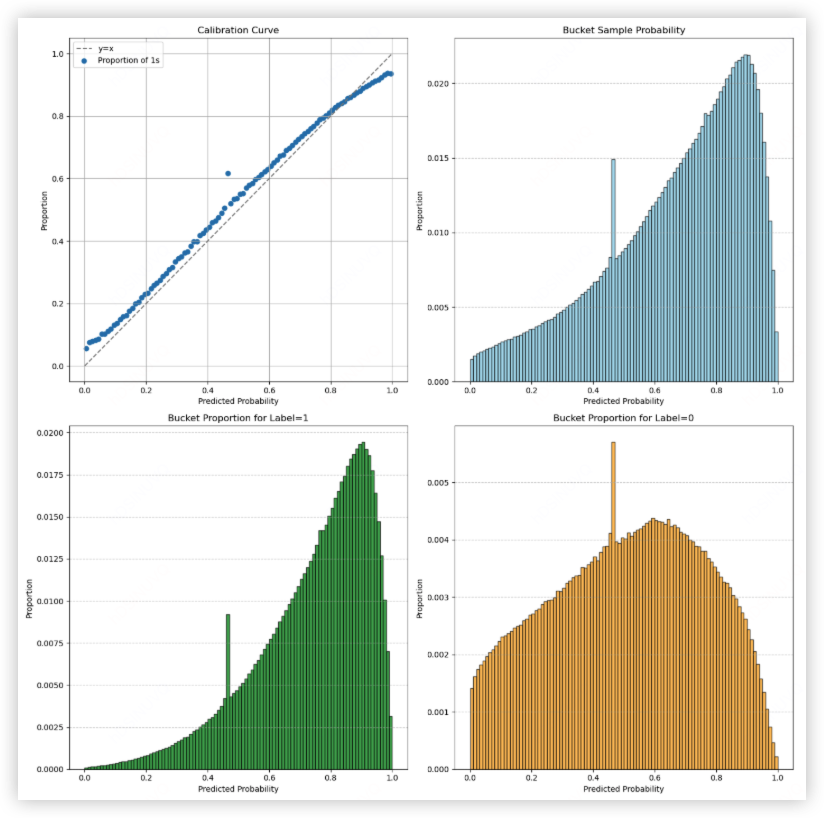 Calibration Curve
y=x
Proportion of 1s
1.0
0.8
0.6
0.4
0.2
0.0
Proportion
0.0 0.2 0.4 0.6 0.8 1.0
Predicted Probability
Bucket Sample Probability
0.020
0.015
0.010
0.005
0.000
Proportion
0.0 0.2 0.4 0.6 0.8 1.0
Predicted Probability
Bucket Proportion for Label=1
0.0200
0.0175
0.0150
0.0125
0.0100
0.0075
0.0050
0.0025
0.0000
Proportion
0.0 0.2 0.4 0.6 0.8 1.0
Predicted Probability
Bucket Proportion for Label=0
0.005
0.004
0.003
0.002
0.001
0.000
Proportion
0.0 0.2 0.4 0.6 0.8 1.0
Predicted Probability